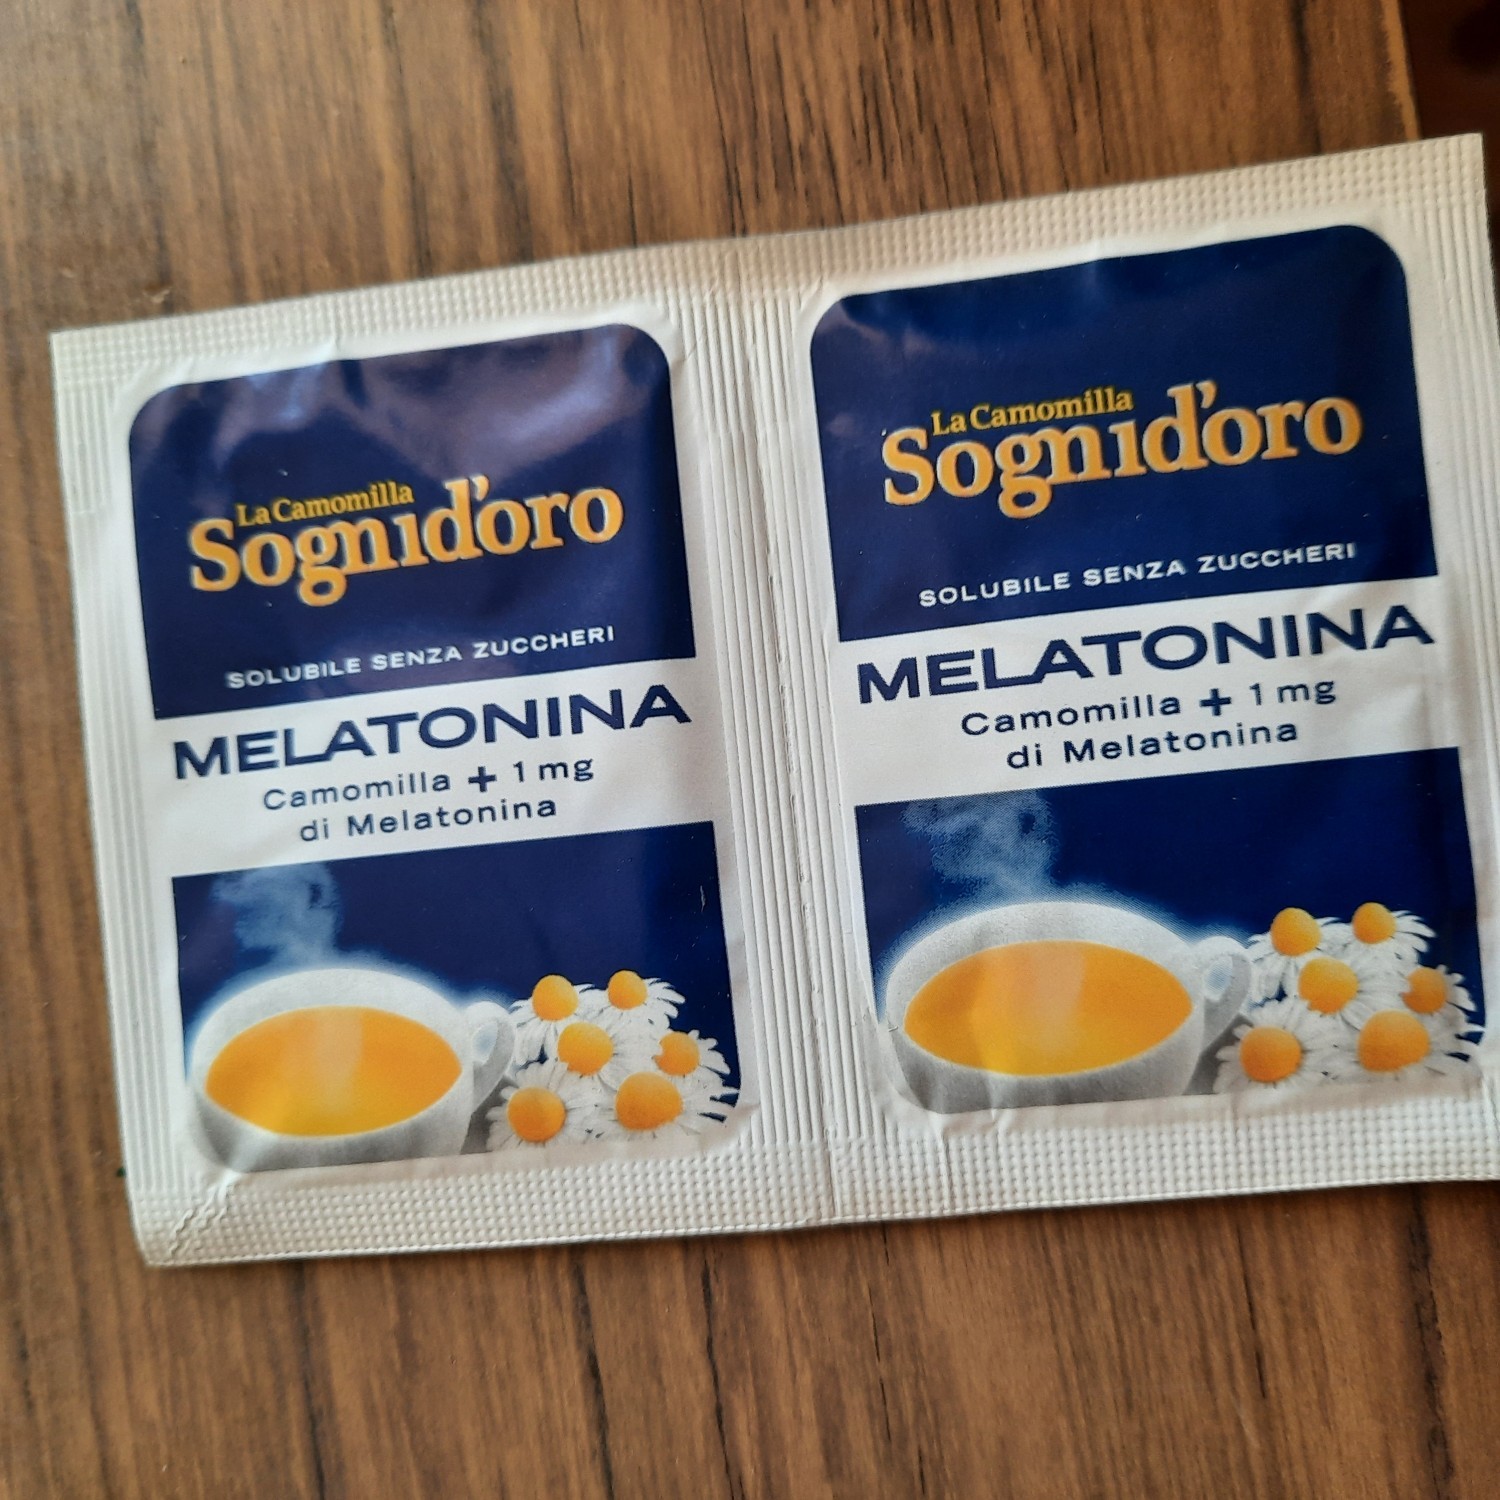 La Camomilla
Sognid'oro
SOLUBILE SENZA ZUCCHERI
MELATONINA
Camomilla + 1 mg
di Melatonina
La Camomilla
Sognid'oro
SOLUBILE SENZA ZUCCHERI
MELATONINA
Camomilla + 1 mg
di Melatonina